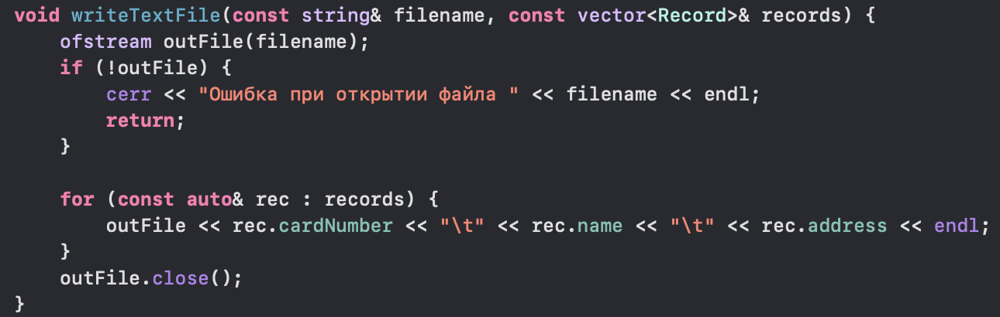 void writeTextFile(const string& filename, const vector<Record>& records) {
    ofstream outFile(filename);
    if (!outFile) {
        cerr << "Ошибка при открытии файла " << filename << endl;
        return;
    }

    for (const auto& rec : records) {
        outFile << rec.cardNumber << "\t" << rec.name << "\t" << rec.address << endl;
    }
    outFile.close();
}